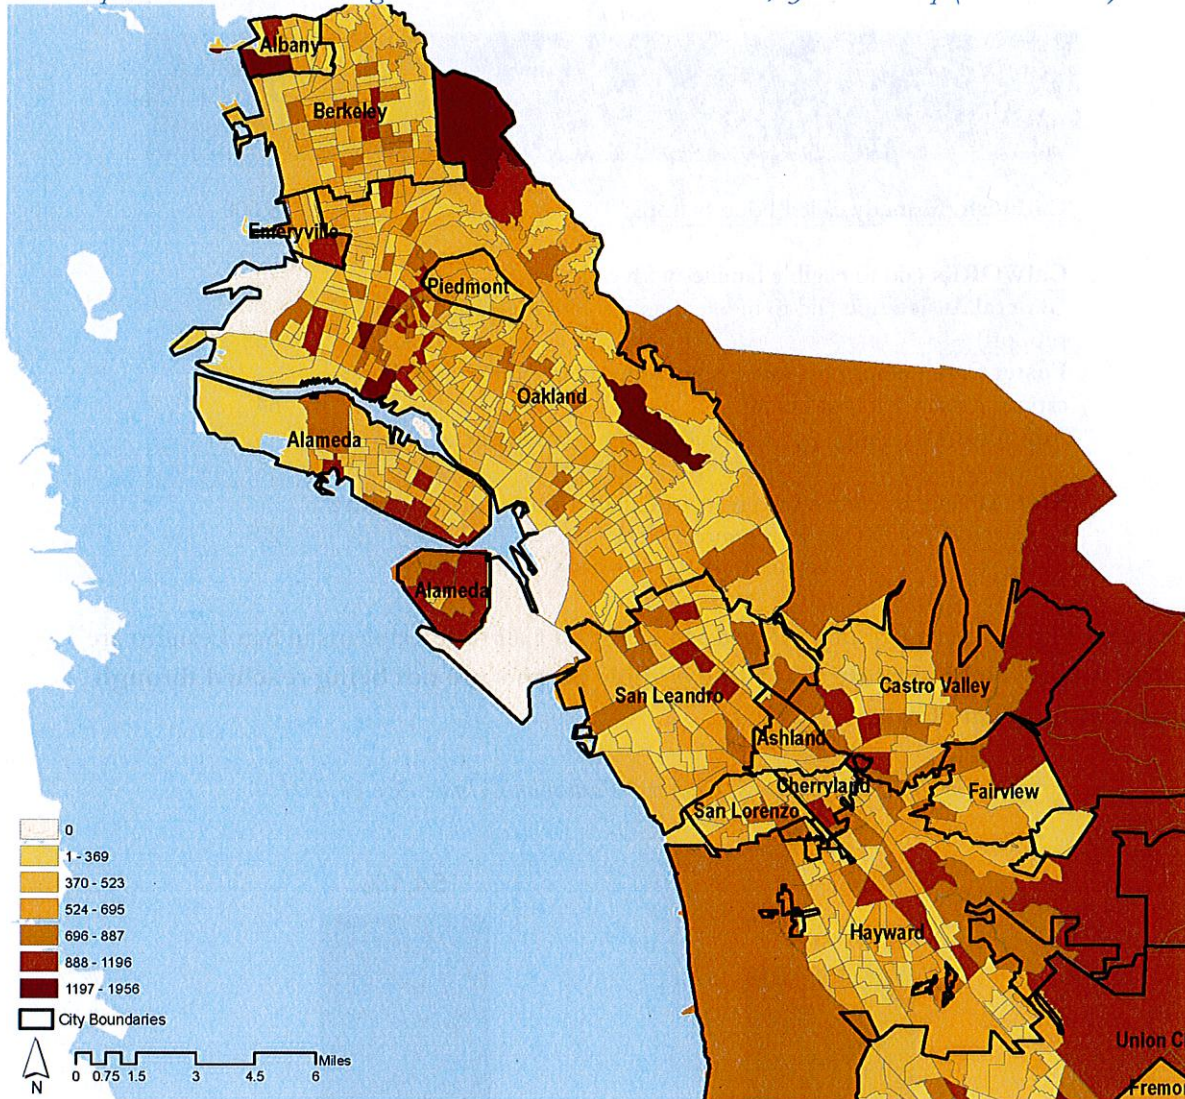 Albany
Berkeley
Emeryville
Piedmont
Oakland
Alameda
Alameda
San Leandro
Castro Valley
Ashland
Cherryland
San Lorenzo
Fairview
Hayward
Union C
Fremon
0
1 - 369
370 - 523
524 - 695
696 - 887
888 - 1196
1197 - 1956
City Boundaries
Miles
0 0.75 1.5 3 4.5 6
N